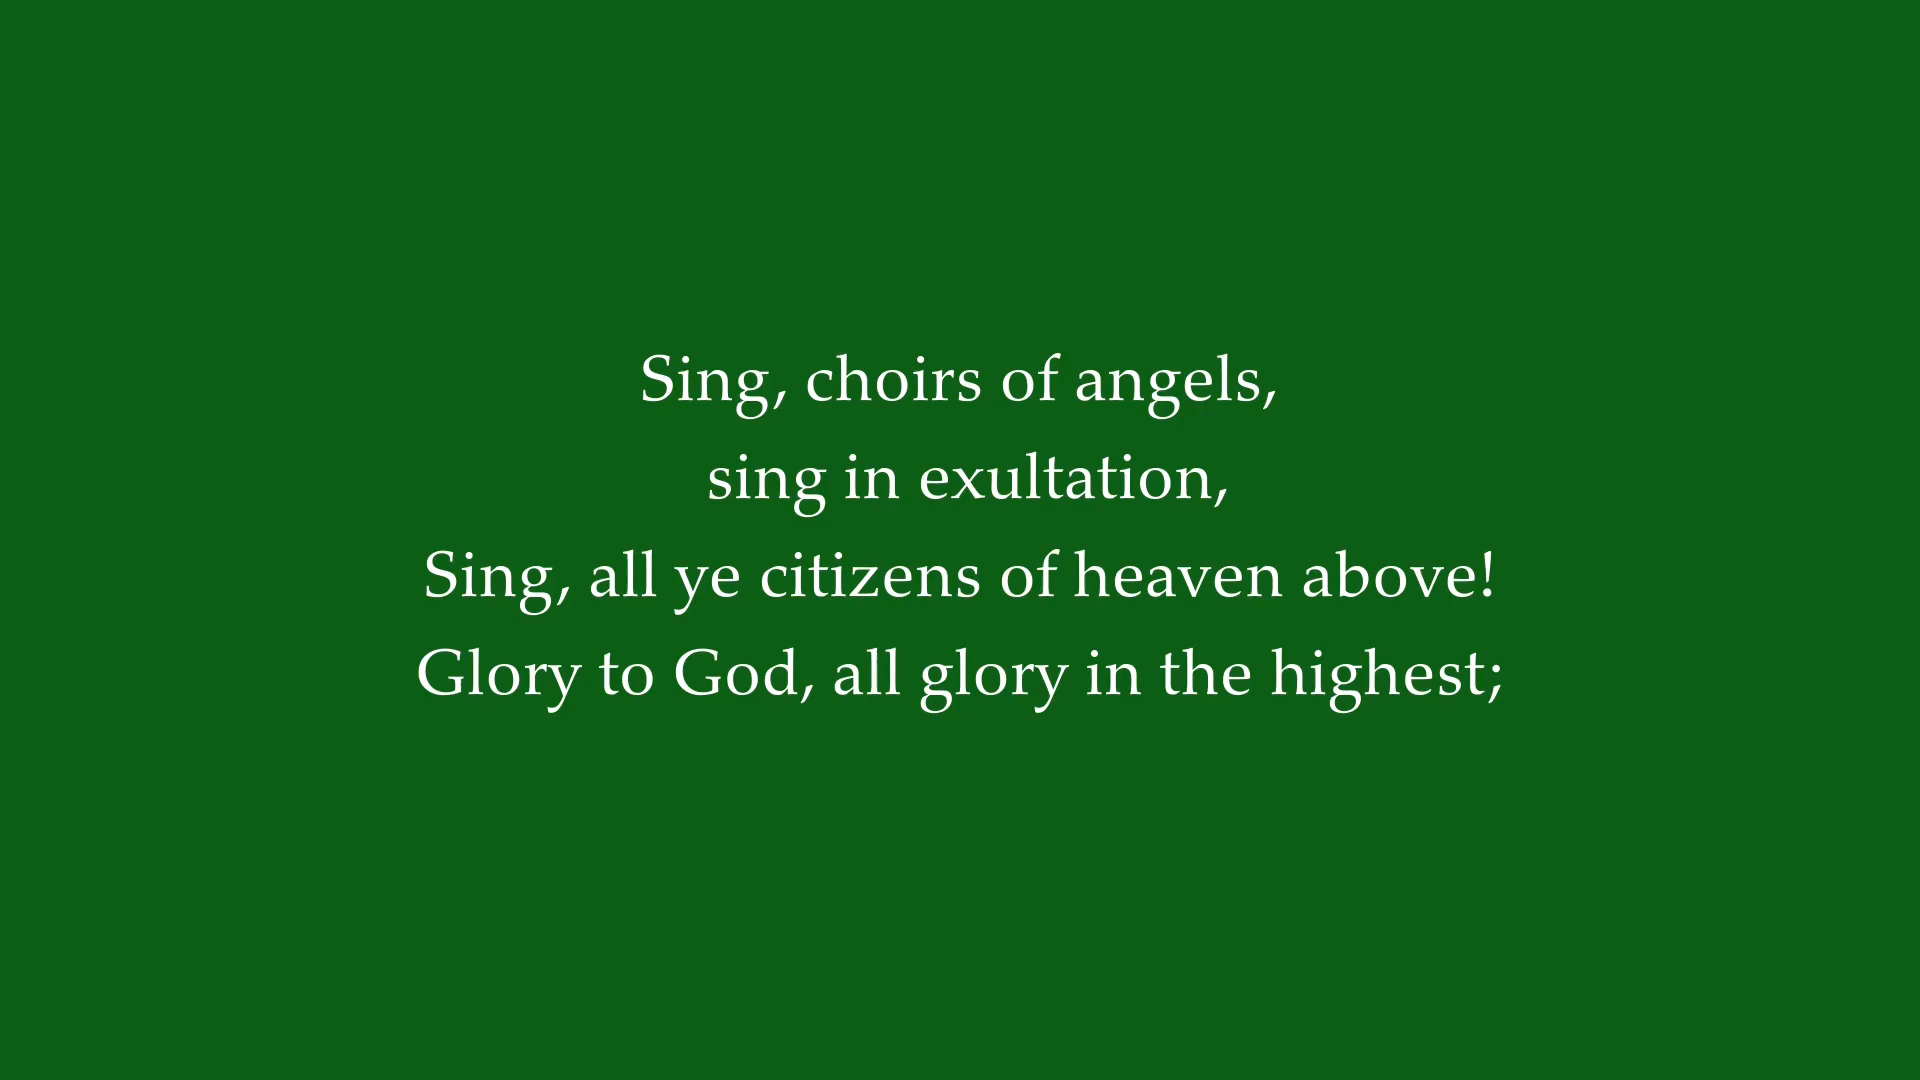 Sing, choirs of angels,
sing in exultation,
Sing, all ye citizens of heaven above!
Glory to God, all glory in the highest;